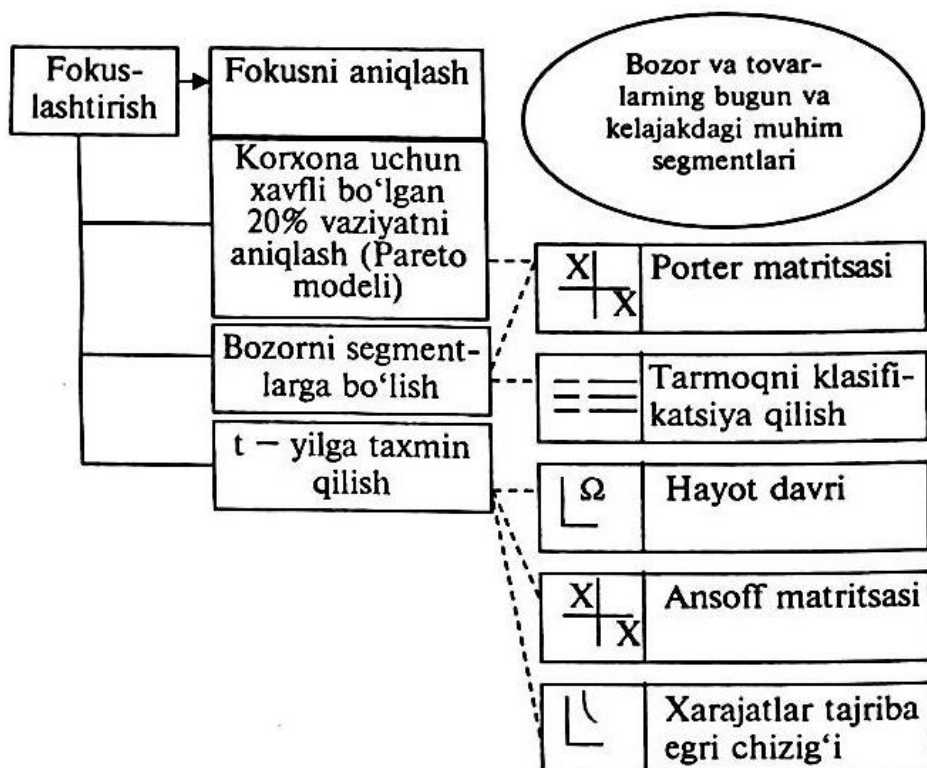 Fokus-
lashtirish
Fokusni aniqlash
Korxona uchun
xavfli bo‘lgan
20% vaziyatni
aniqlash (Pareto
modeli)
Bozorni segment-
larga bo‘lish
t — yilga taxmin
qilish
Bozor va tovar-
larning bugun va
kelajakdagi muhim
segmentlari
X
X
Porter matritsasi
Tarmoqni klasifi-
katsiya qilish
Ω
Hayot davri
X
X
Ansoff matritsasi
Xarajatlar tajriba
egri chizig‘i